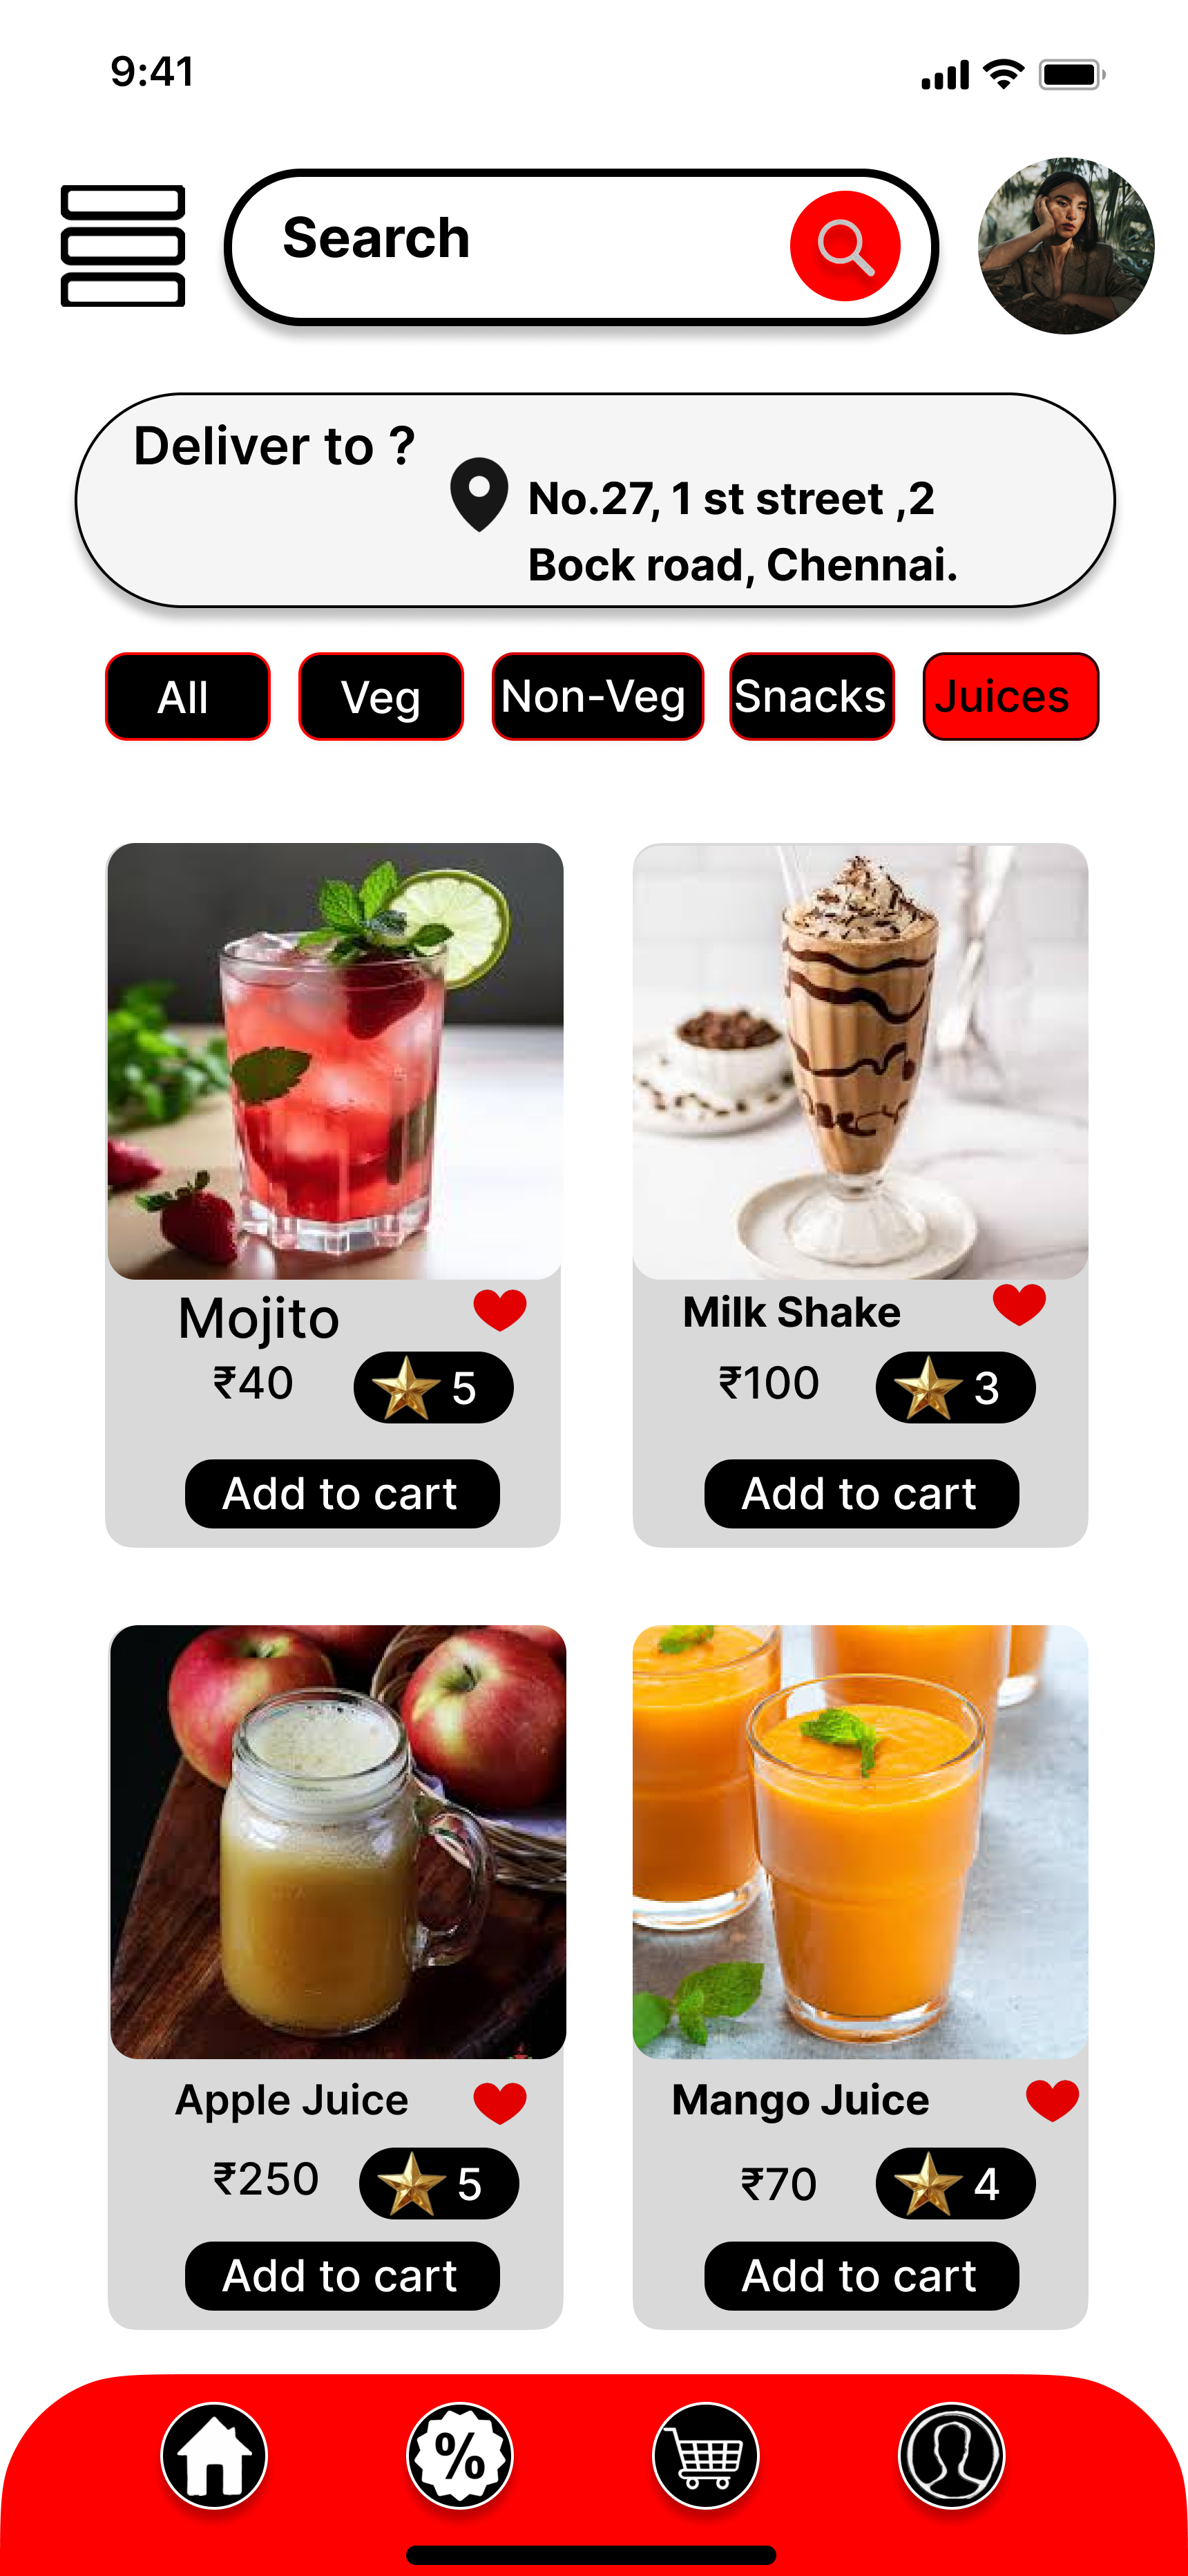 9:41
Search
Deliver to ?
No.27, 1 st street ,2
Bock road, Chennai.
All
Veg
Non-Veg
Snacks
Juices
Mojito
₹40
5
Add to cart
Milk Shake
₹100
3
Add to cart
Apple Juice
₹250
5
Add to cart
Mango Juice
₹70
4
Add to cart
%